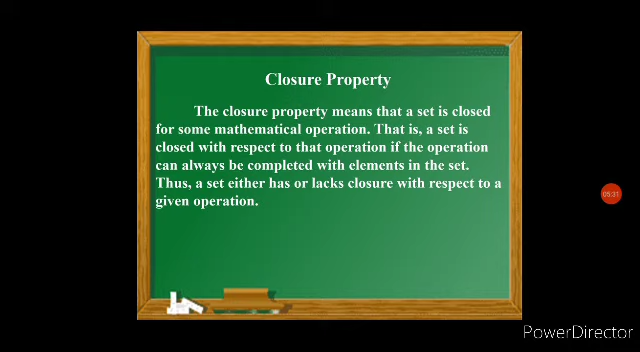 Closure Property
The closure property means that a set is closed
for some mathematical operation. That is, a set is
closed with respect to that operation if the operation
can always be completed with elements in the set.
Thus, a set either has or lacks closure with respect to a
given operation.
05:31
PowerDirector